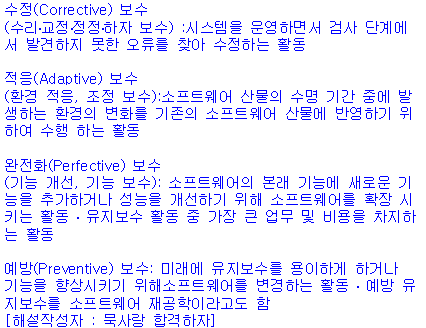 수정(Corrective) 보수
(수리·교정·정정·하자 보수) :시스템을 운영하면서 검사 단계에
서 발견하지 못한 오류를 찾아 수정하는 활동
적응(Adaptive) 보수
(환경 적응, 조정 보수):소프트웨어 산물의 수명 기간 중에 발
생하는 환경의 변화를 기존의 소프트웨어 산물에 반영하기 위
하여 수행 하는 활동
완전화(Perfective) 보수
(기능 개선, 기능 보수): 소프트웨어의 본래 기능에 새로운 기
능을 추가하거나 성능을 개선하기 위해 소프트웨어를 확장 시
키는 활동·유지보수 활동 중 가장 큰 업무 및 비용을 차지하
는 활동
예방(Preventive) 보수: 미래에 유지보수를 용이하게 하거나
기능을 향상시키기 위해소프트웨어를 변경하는 활동·예방 유
지보수를 소프트웨어 재공학이라고도 함
[해설작성자 : 묵사랑 합격하자]